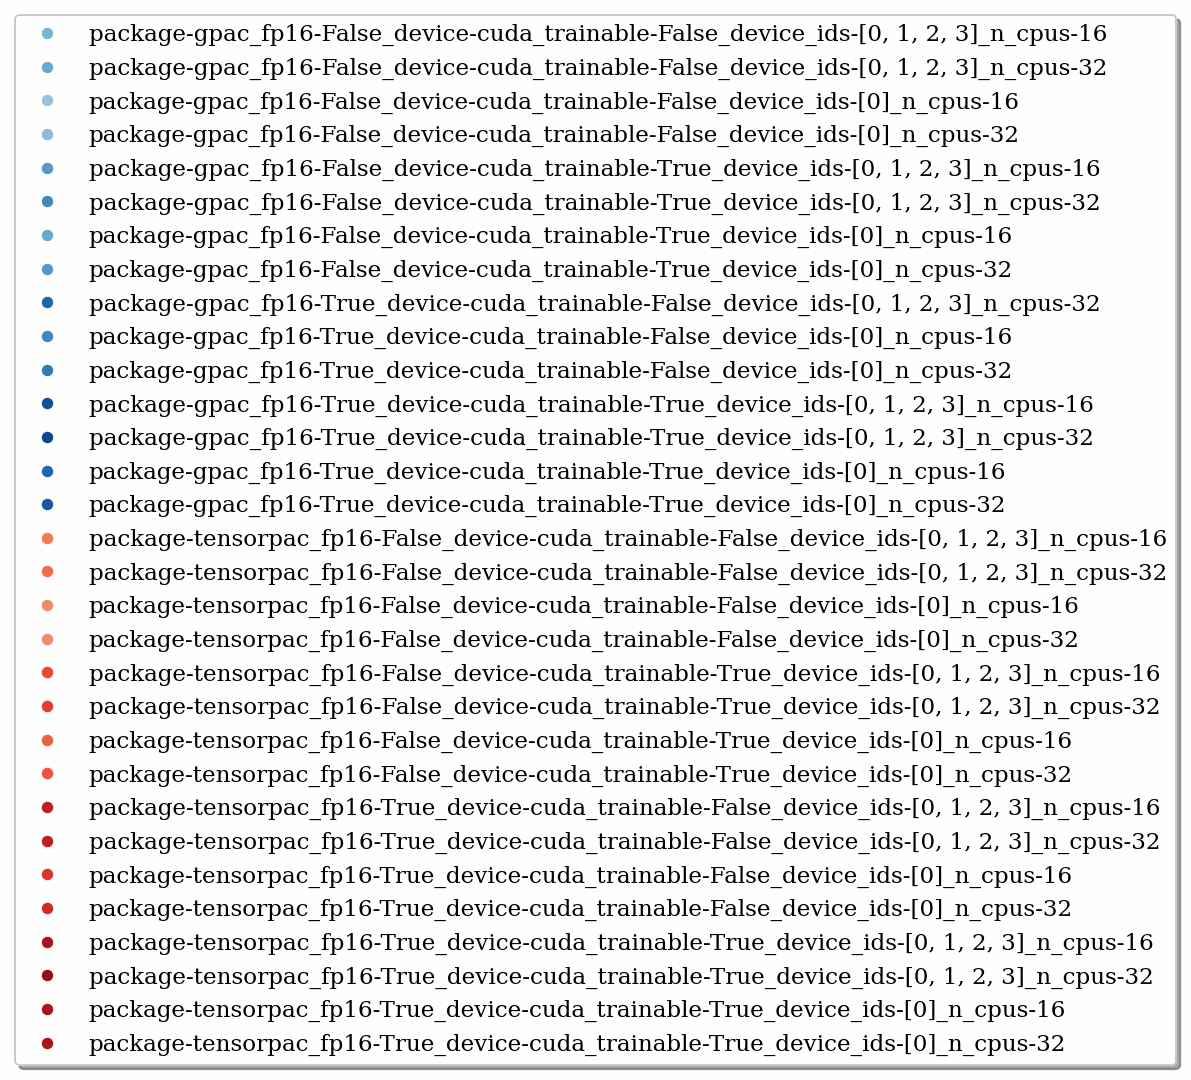 package-gpac_fp16-False_device-cuda_trainable-False_device_ids-[0, 1, 2, 3]_n_cpus-16
package-gpac_fp16-False_device-cuda_trainable-False_device_ids-[0, 1, 2, 3]_n_cpus-32
package-gpac_fp16-False_device-cuda_trainable-False_device_ids-[0]_n_cpus-16
package-gpac_fp16-False_device-cuda_trainable-False_device_ids-[0]_n_cpus-32
package-gpac_fp16-False_device-cuda_trainable-True_device_ids-[0, 1, 2, 3]_n_cpus-16
package-gpac_fp16-False_device-cuda_trainable-True_device_ids-[0, 1, 2, 3]_n_cpus-32
package-gpac_fp16-False_device-cuda_trainable-True_device_ids-[0]_n_cpus-16
package-gpac_fp16-False_device-cuda_trainable-True_device_ids-[0]_n_cpus-32
package-gpac_fp16-True_device-cuda_trainable-False_device_ids-[0, 1, 2, 3]_n_cpus-32
package-gpac_fp16-True_device-cuda_trainable-False_device_ids-[0]_n_cpus-16
package-gpac_fp16-True_device-cuda_trainable-False_device_ids-[0]_n_cpus-32
package-gpac_fp16-True_device-cuda_trainable-True_device_ids-[0, 1, 2, 3]_n_cpus-16
package-gpac_fp16-True_device-cuda_trainable-True_device_ids-[0, 1, 2, 3]_n_cpus-32
package-gpac_fp16-True_device-cuda_trainable-True_device_ids-[0]_n_cpus-16
package-gpac_fp16-True_device-cuda_trainable-True_device_ids-[0]_n_cpus-32
package-tensorpac_fp16-False_device-cuda_trainable-False_device_ids-[0, 1, 2, 3]_n_cpus-16
package-tensorpac_fp16-False_device-cuda_trainable-False_device_ids-[0, 1, 2, 3]_n_cpus-32
package-tensorpac_fp16-False_device-cuda_trainable-False_device_ids-[0]_n_cpus-16
package-tensorpac_fp16-False_device-cuda_trainable-False_device_ids-[0]_n_cpus-32
package-tensorpac_fp16-False_device-cuda_trainable-True_device_ids-[0, 1, 2, 3]_n_cpus-16
package-tensorpac_fp16-False_device-cuda_trainable-True_device_ids-[0, 1, 2, 3]_n_cpus-32
package-tensorpac_fp16-False_device-cuda_trainable-True_device_ids-[0]_n_cpus-16
package-tensorpac_fp16-False_device-cuda_trainable-True_device_ids-[0]_n_cpus-32
package-tensorpac_fp16-True_device-cuda_trainable-False_device_ids-[0, 1, 2, 3]_n_cpus-16
package-tensorpac_fp16-True_device-cuda_trainable-False_device_ids-[0, 1, 2, 3]_n_cpus-32
package-tensorpac_fp16-True_device-cuda_trainable-False_device_ids-[0]_n_cpus-16
package-tensorpac_fp16-True_device-cuda_trainable-False_device_ids-[0]_n_cpus-32
package-tensorpac_fp16-True_device-cuda_trainable-True_device_ids-[0, 1, 2, 3]_n_cpus-16
package-tensorpac_fp16-True_device-cuda_trainable-True_device_ids-[0, 1, 2, 3]_n_cpus-32
package-tensorpac_fp16-True_device-cuda_trainable-True_device_ids-[0]_n_cpus-16
package-tensorpac_fp16-True_device-cuda_trainable-True_device_ids-[0]_n_cpus-32